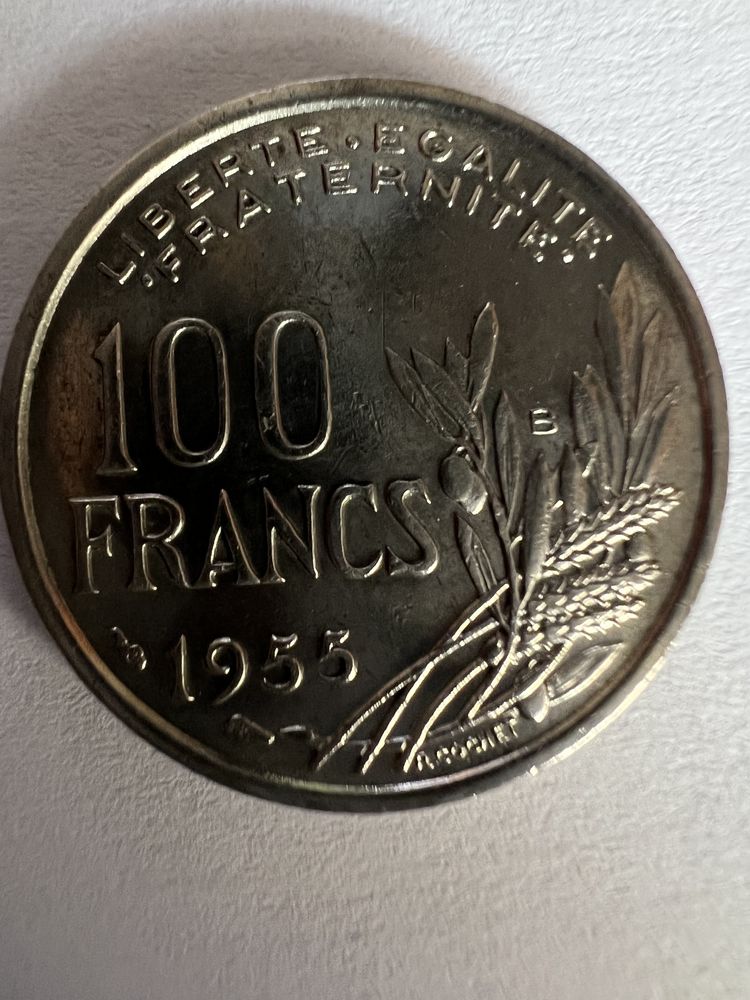 LIBERTE · EGALITE
· FRATERNITE ·
100
B
FRANCS
1955
R. COCHET